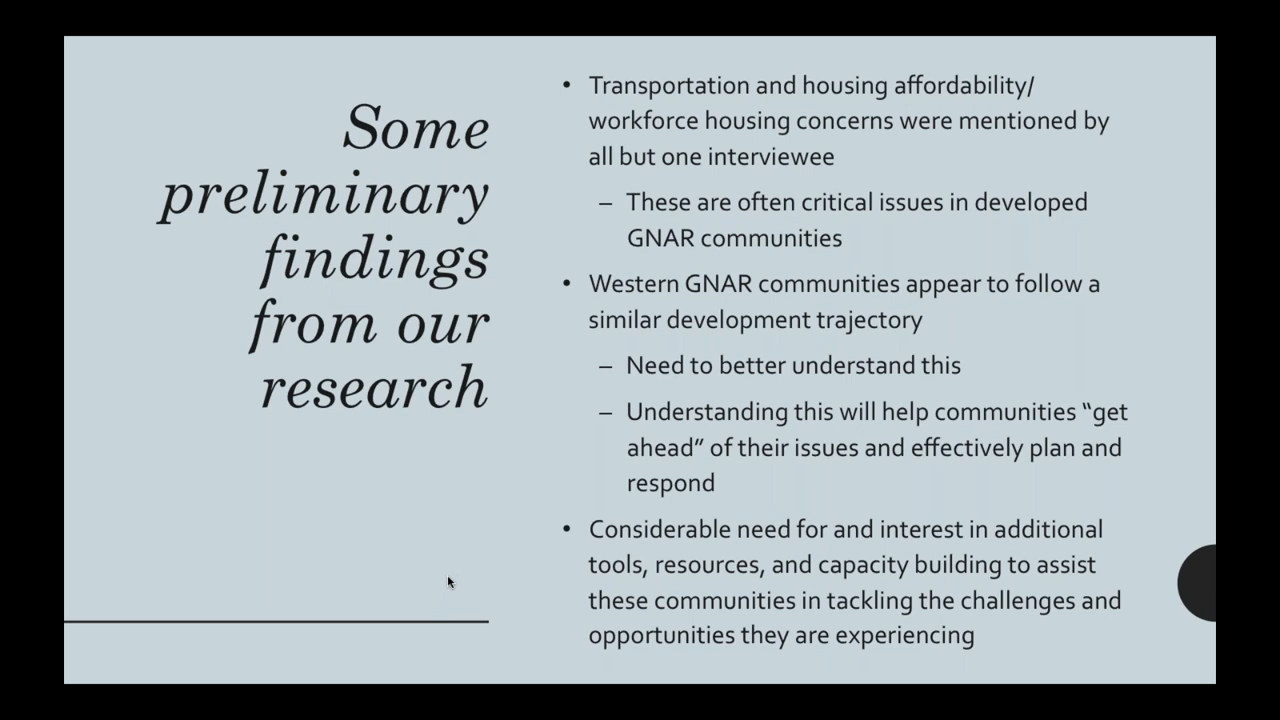 Some
preliminary
findings
from our
research
• Transportation and housing affordability/
workforce housing concerns were mentioned by
all but one interviewee
– These are often critical issues in developed
GNAR communities
• Western GNAR communities appear to follow a
similar development trajectory
– Need to better understand this
– Understanding this will help communities “get
ahead” of their issues and effectively plan and
respond
• Considerable need for and interest in additional
tools, resources, and capacity building to assist
these communities in tackling the challenges and
opportunities they are experiencing